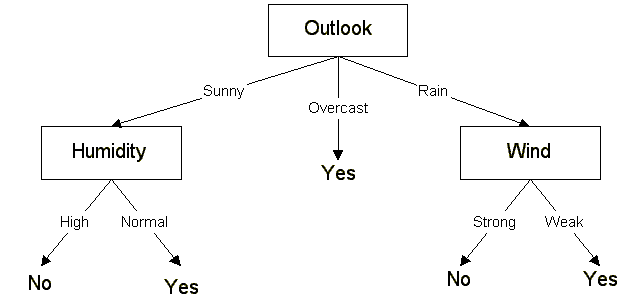 Outlook
Sunny
Overcast
Rain
Humidity
Yes
Wind
High
Normal
Strong
Weak
No
Yes
No
Yes